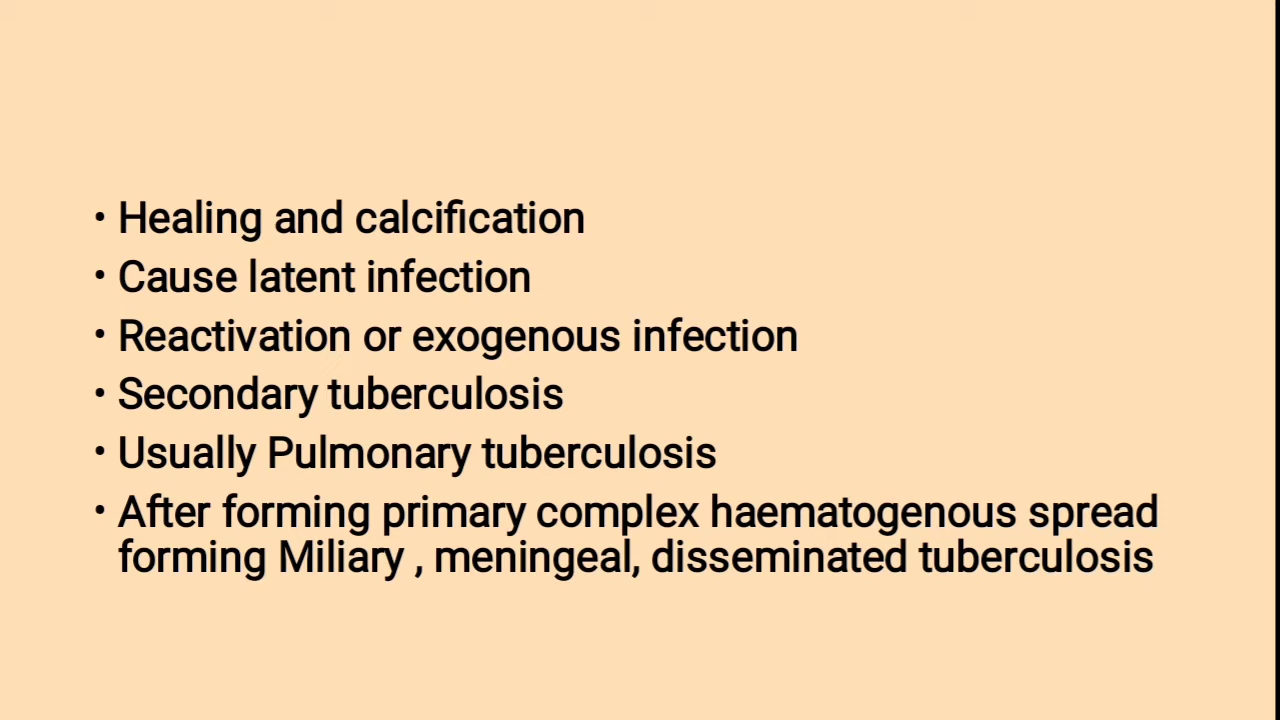 • Healing and calcification
• Cause latent infection
• Reactivation or exogenous infection
• Secondary tuberculosis
• Usually Pulmonary tuberculosis
• After forming primary complex haematogenous spread
forming Miliary , meningeal, disseminated tuberculosis